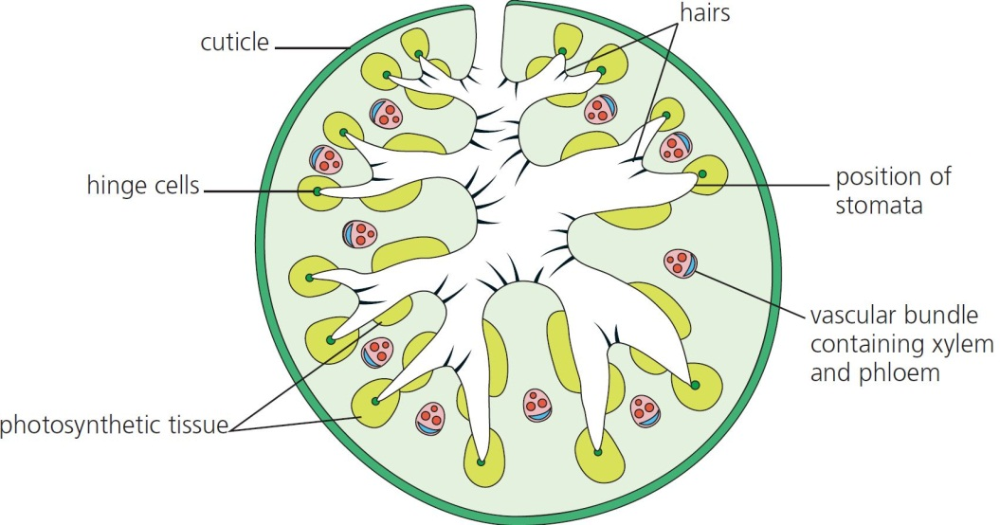 hairs
cuticle
hinge cells
position of
stomata
vascular bundle
containing xylem
and phloem
photosynthetic tissue